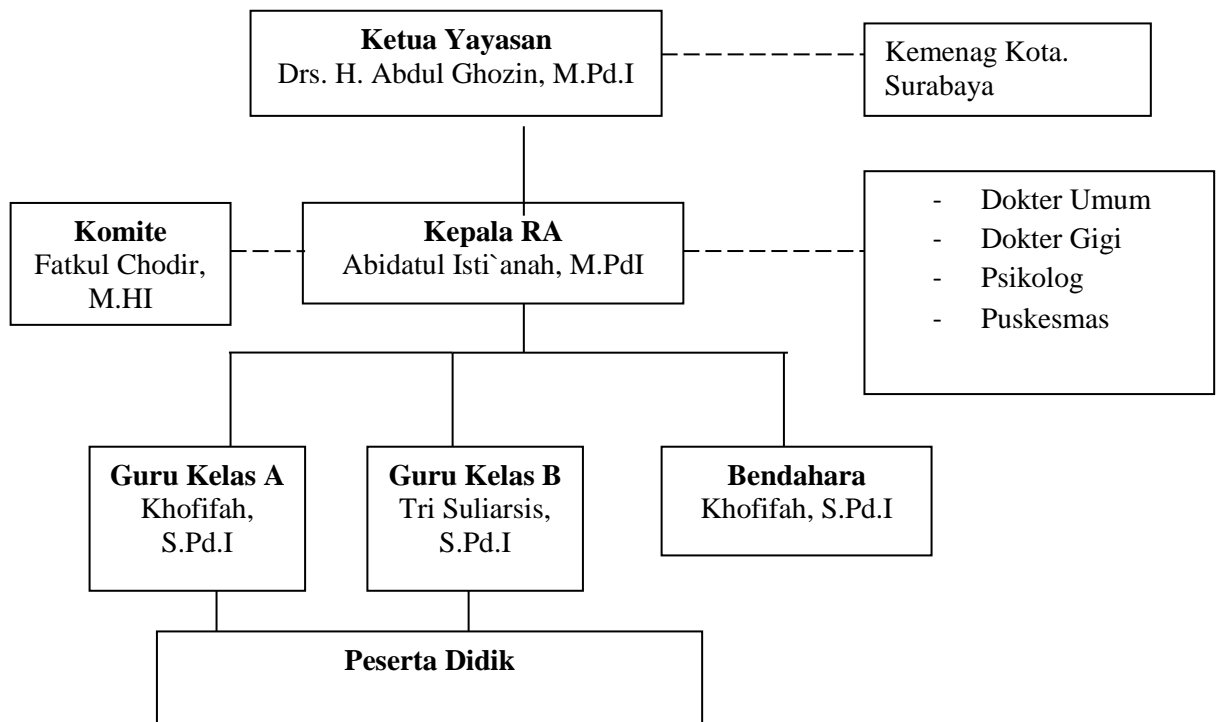 Ketua Yayasan
Drs. H. Abdul Ghozin, M.Pd.I
Kemenag Kota.
Surabaya
Komite
Fatkul Chodir,
M.HI
Kepala RA
Abidatul Isti`anah, M.PdI
- Dokter Umum
- Dokter Gigi
- Psikolog
- Puskesmas
Guru Kelas A
Khofifah,
S.Pd.I
Guru Kelas B
Tri Suliarsis,
S.Pd.I
Bendahara
Khofifah, S.Pd.I
Peserta Didik